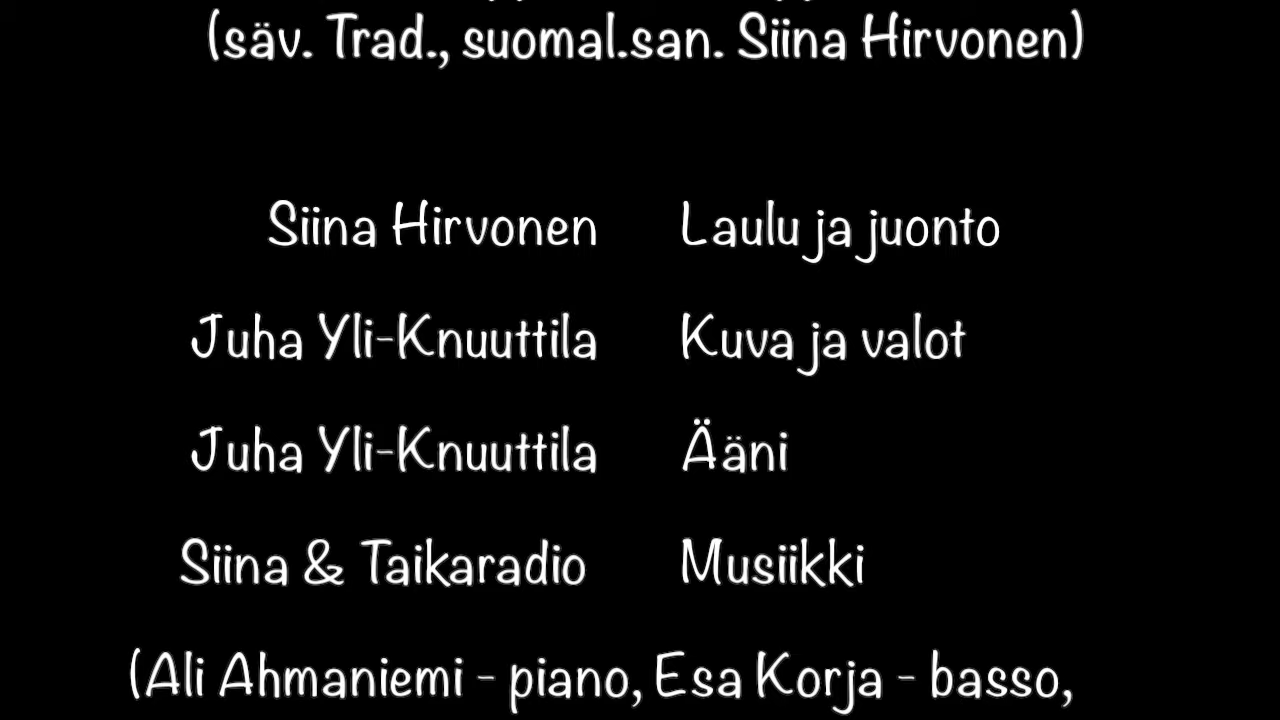 (säv. Trad., suomal.san. Siina Hirvonen)
Siina Hirvonen Laulu ja juonto
Juha Yli-Knuuttila Kuva ja valot
Juha Yli-Knuuttila Ääni
Siina & Taikaradio Musiikki
(Ali Ahmaniemi - piano, Esa Korja - basso,